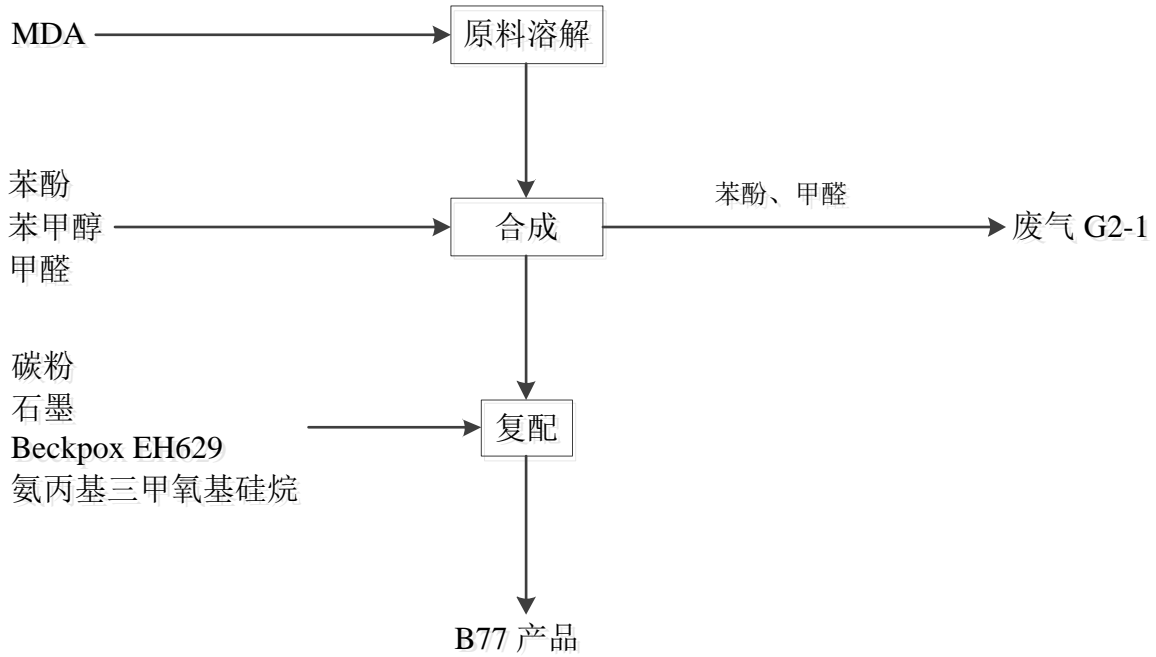 MDA
原料溶解
苯酚
苯甲醇
甲醛
合成
苯酚、甲醛
废气 G2-1
碳粉
石墨
Beckpox EH629
氨丙基三甲氧基硅烷
复配
B77 产品